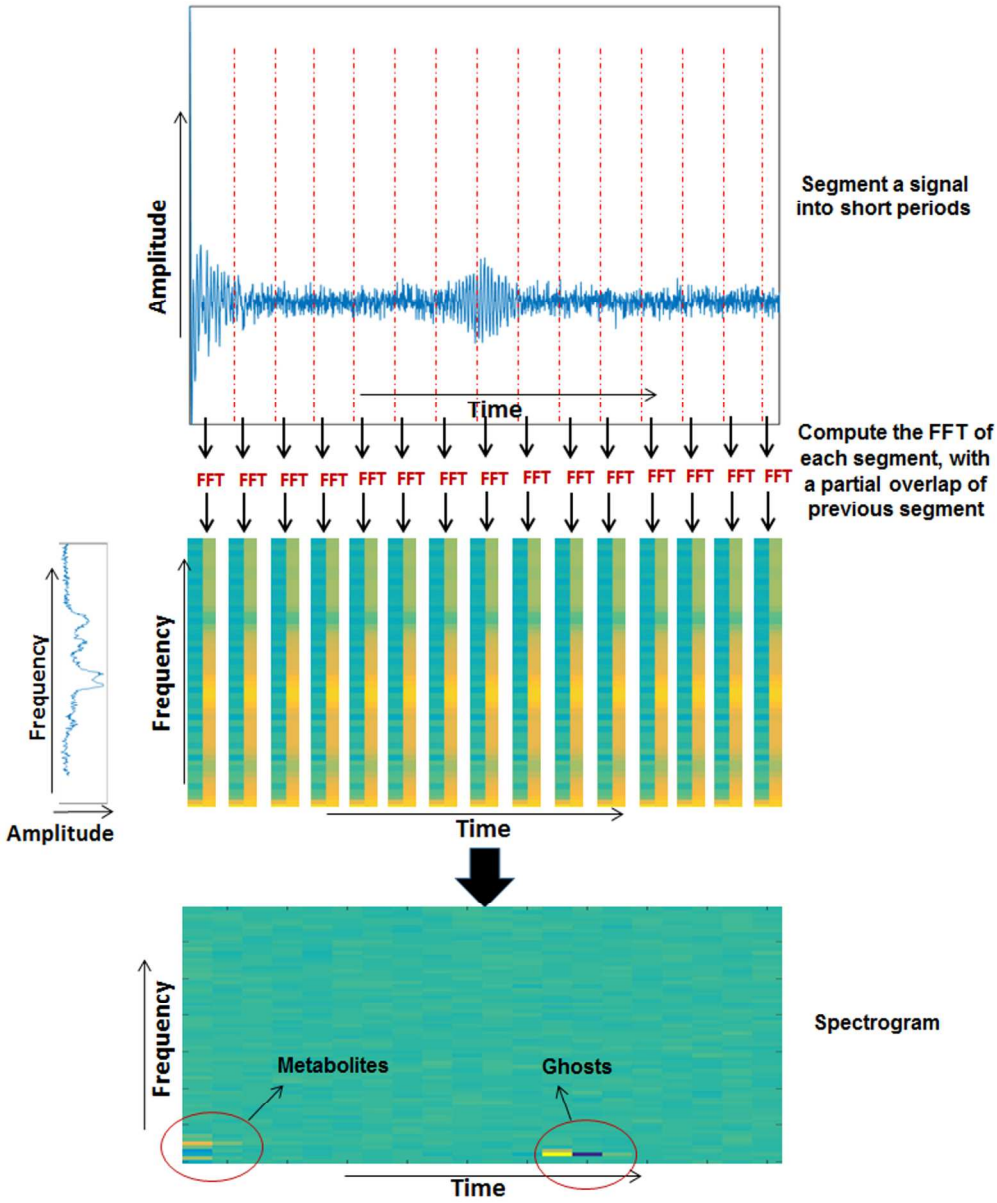 Amplitude
Segment a signal
into short periods
Time
Compute the FFT of
each segment, with
a partial overlap of
previous segment
FFT FFT FFT FFT FFT FFT FFT FFT FFT FFT FFT FFT FFT FFT FFT
Frequency
Amplitude
Frequency
Time
Frequency
Metabolites
Ghosts
Spectrogram
Time